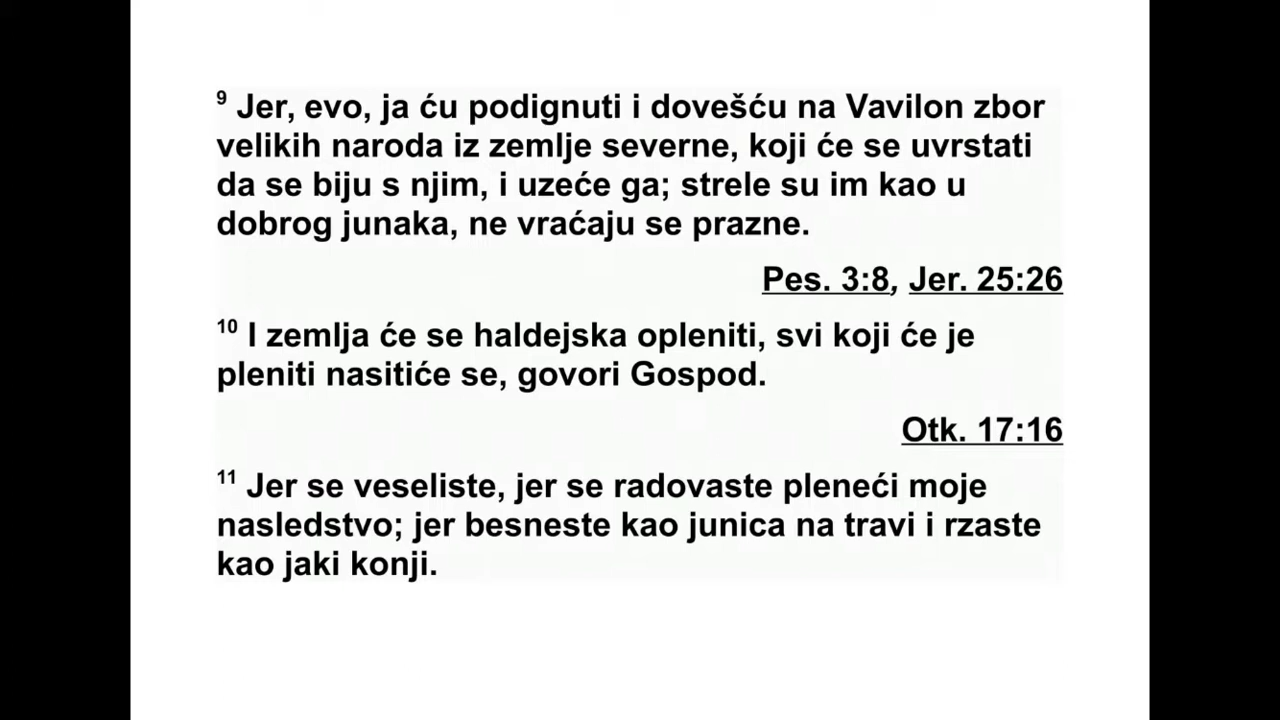 9 Jer, evo, ja ću podignuti i dovešću na Vavilon zbor
velikih naroda iz zemlje severne, koji će se uvrstati
da se biju s njim, i uzeće ga; strele su im kao u
dobrog junaka, ne vraćaju se prazne.
Pes. 3:8, Jer. 25:26
10 I zemlja će se haldejska opleniti, svi koji će je
pleniti nasitiće se, govori Gospod.
Otk. 17:16
11 Jer se veseliste, jer se radovaste pleneći moje
nasledstvo; jer besneste kao junica na travi i rzaste
kao jaki konji.